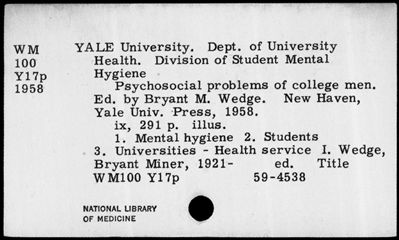 WM YALE University. Dept. of University
100 Health. Division of Student Mental
Y17p Hygiene
1958 Psychosocial problems of college men.
Ed. by Bryant M. Wedge. New Haven,
Yale Univ. Press, 1958.
ix, 291 p. illus.
1. Mental hygiene 2. Students
3. Universities - Health service I. Wedge,
Bryant Miner, 1921- ed. Title
WM100 Y17p 59-4538
NATIONAL LIBRARY
OF MEDICINE